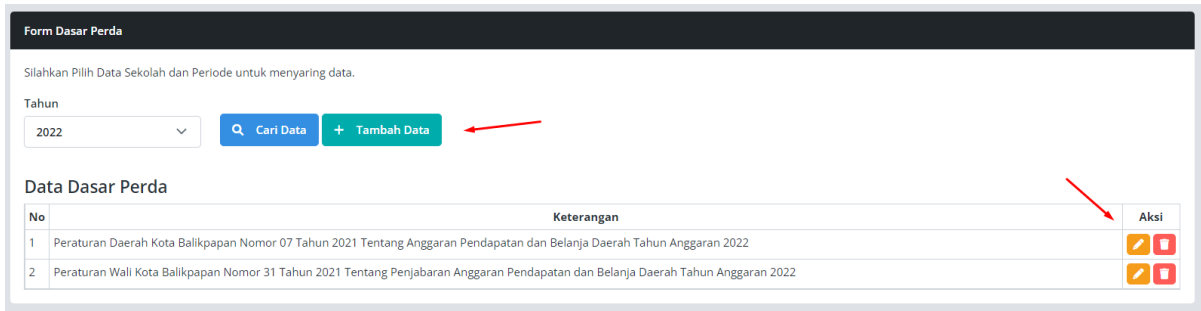 Form Dasar Perda
Silahkan Pilih Data Sekolah dan Periode untuk menyaring data.
Tahun
2022 Cari Data + Tambah Data
Data Dasar Perda
No Keterangan Aksi
1 Peraturan Daerah Kota Balikpapan Nomor 07 Tahun 2021 Tentang Anggaran Pendapatan dan Belanja Daerah Tahun Anggaran 2022
2 Peraturan Wali Kota Balikpapan Nomor 31 Tahun 2021 Tentang Penjabaran Anggaran Pendapatan dan Belanja Daerah Tahun Anggaran 2022